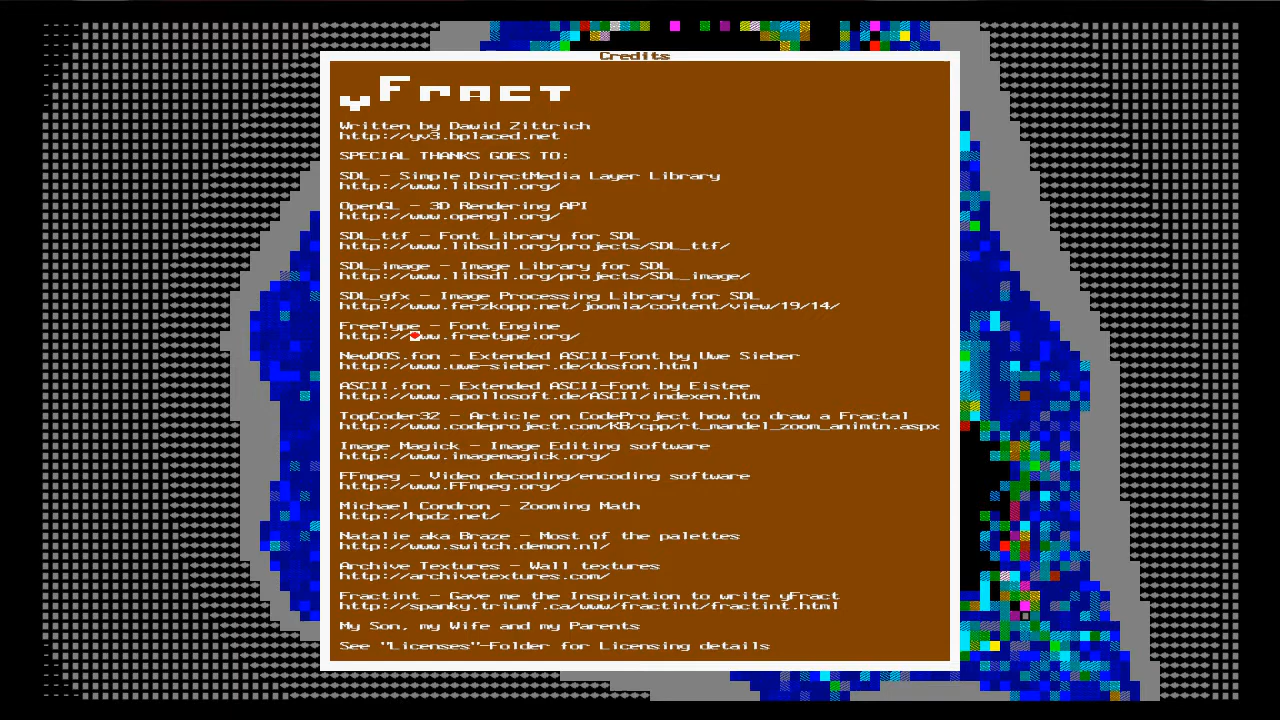 Credits
yFract
Written by Dawid Zittrich
http://yv3.bplaced.net
SPECIAL THANKS GOES TO:
SDL - Simple DirectMedia Layer Library
http://www.libsdl.org/
OpenGL - 3D Rendering API
http://www.opengl.org/
SDL_ttf - Font Library for SDL
http://www.libsdl.org/projects/SDL_ttf/
SDL_image - Image Library for SDL
http://www.libsdl.org/projects/SDL_image/
SDL_gfx - Image Processing Library for SDL
http://www.ferzkopp.net/joomla/content/view/19/14/
FreeType - Font Engine
http://www.freetype.org/
NewDOS.fon - Extended ASCII-Font by Uwe Sieber
http://www.uwe-sieber.de/dosfon.html
ASCII.fon - Extended ASCII-Font by Eistee
http://www.apollosoft.de/ASCII/indexen.htm
TopCoder32 - Article on CodeProject how to draw a Fractal
http://www.codeproject.com/KB/cpp/rt_mandel_zoom_animtn.aspx
Image Magick - Image Editing software
http://www.imagemagick.org/
FFmpeg - Video decoding/encoding software
http://www.FFmpeg.org/
Michael Condron - Zooming Math
http://hpdz.net/
Natalie aka Braze - Most of the palettes
http://www.switch.demon.nl/
Archive Textures - Wall textures
http://archivetextures.com/
Fractint - Gave me the Inspiration to write yFract
http://spanky.triumf.ca/www/fractint/fractint.html
My Son, my Wife and my Parents
See "Licenses"-Folder for Licensing details